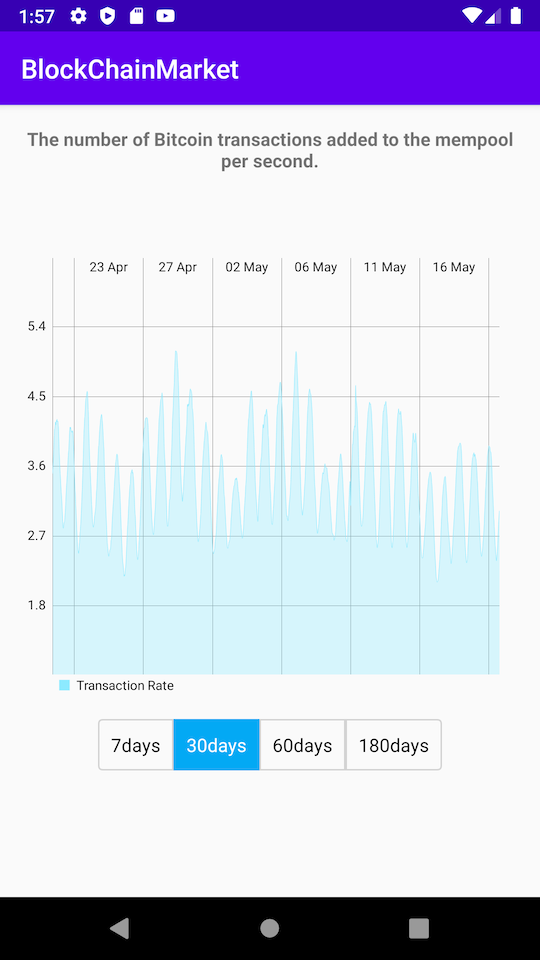 1:57
BlockChainMarket
The number of Bitcoin transactions added to the mempool
per second.
23 Apr 27 Apr 02 May 06 May 11 May 16 May
5.4
4.5
3.6
2.7
1.8
Transaction Rate
7days 30days 60days 180days